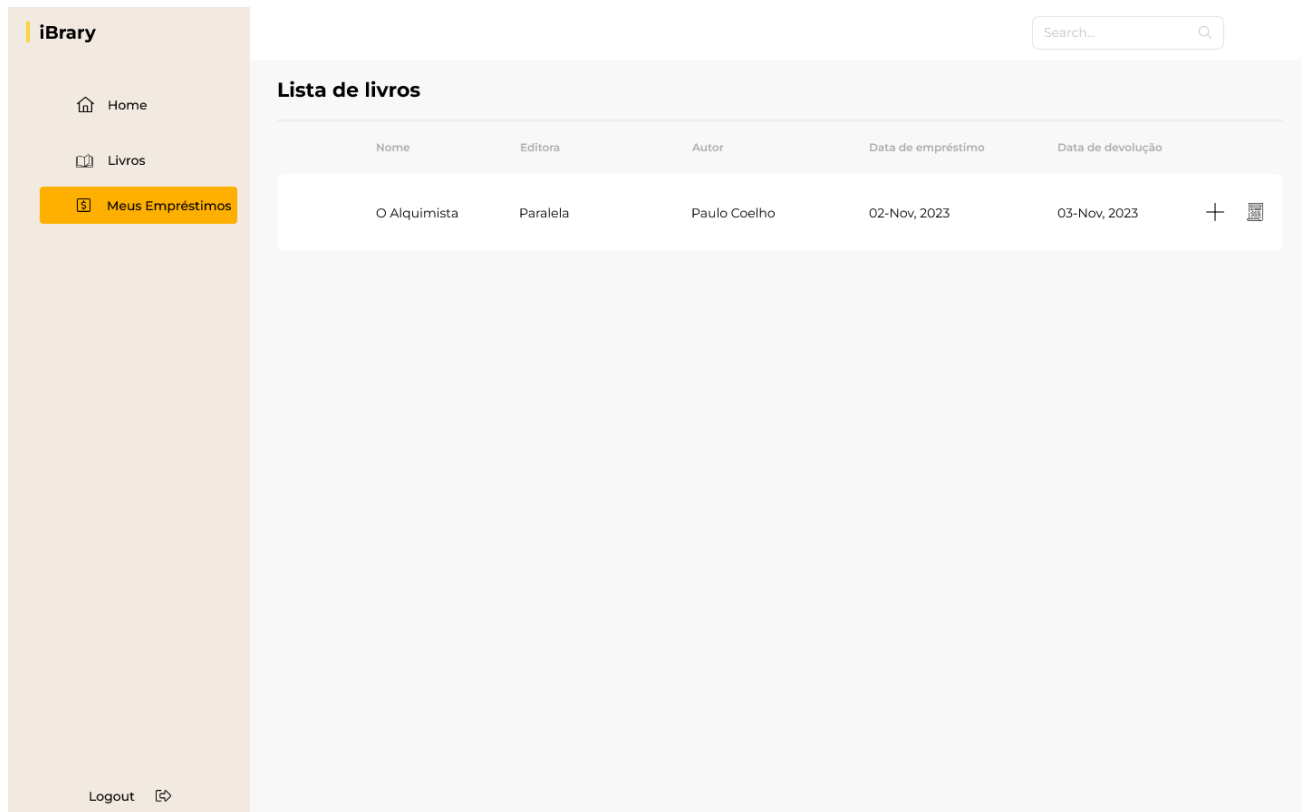 iBrary
Search...
Home
Livros
Meus Empréstimos
Logout
Lista de livros
Nome Editora Autor Data de empréstimo Data de devolução
O Alquimista Paralela Paulo Coelho 02-Nov, 2023 03-Nov, 2023